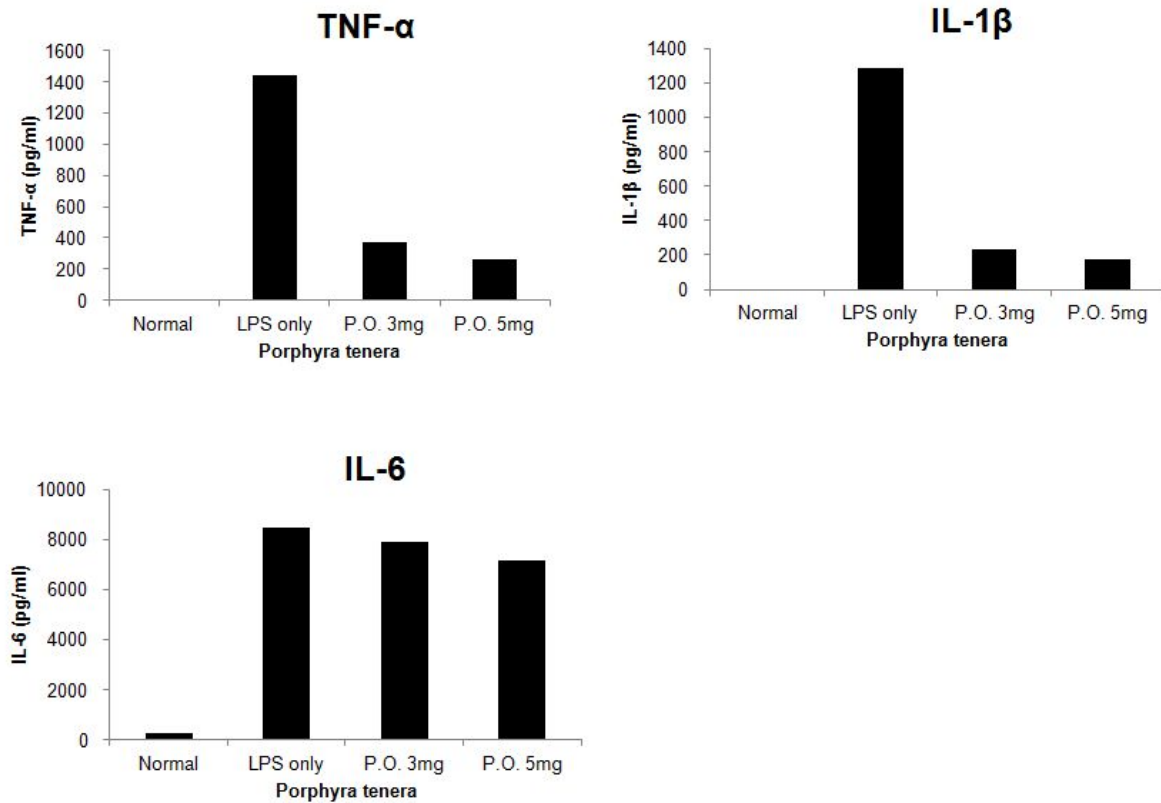 TNF-α
1600
1400
1200
1000
800
600
400
200
0
TNF-α (pg/ml)
Normal LPS only P.O. 3mg P.O. 5mg
Porphyra tenera
IL-1β
1400
1200
1000
800
600
400
200
0
IL-1β (pg/ml)
Normal LPS only P.O. 3mg P.O. 5mg
Porphyra tenera
IL-6
10000
8000
6000
4000
2000
0
IL-6 (pg/ml)
Normal LPS only P.O. 3mg P.O. 5mg
Porphyra tenera